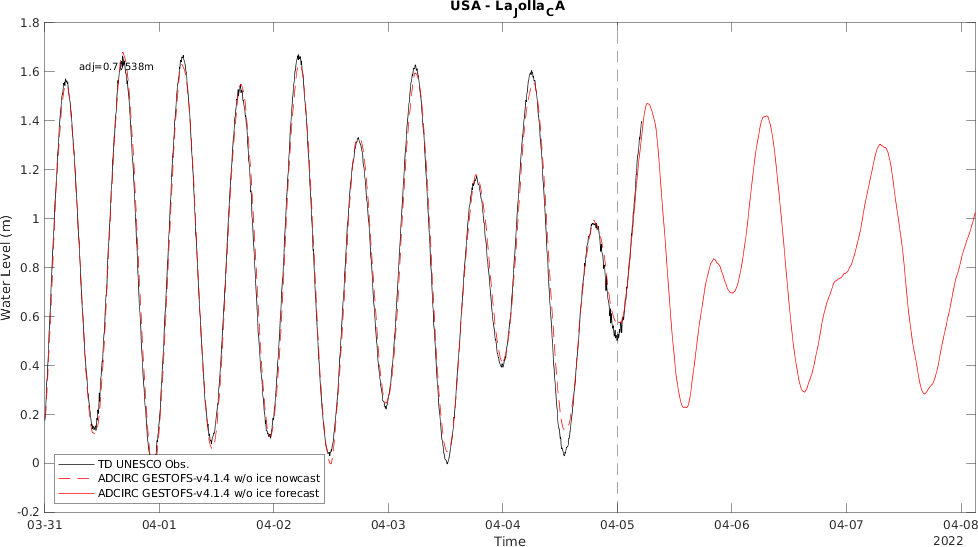 USA - LaJollaCA
1.8
1.6
1.4
1.2
1
0.8
0.6
0.4
0.2
0
-0.2
Water Level (m)
TD UNESCO Obs.
ADCIRC GESTOFS-v4.1.4 w/o ice nowcast
ADCIRC GESTOFS-v4.1.4 w/o ice forecast
03-31 04-01 04-02 04-03 04-04 04-05 04-06 04-07 04-08
Time
2022